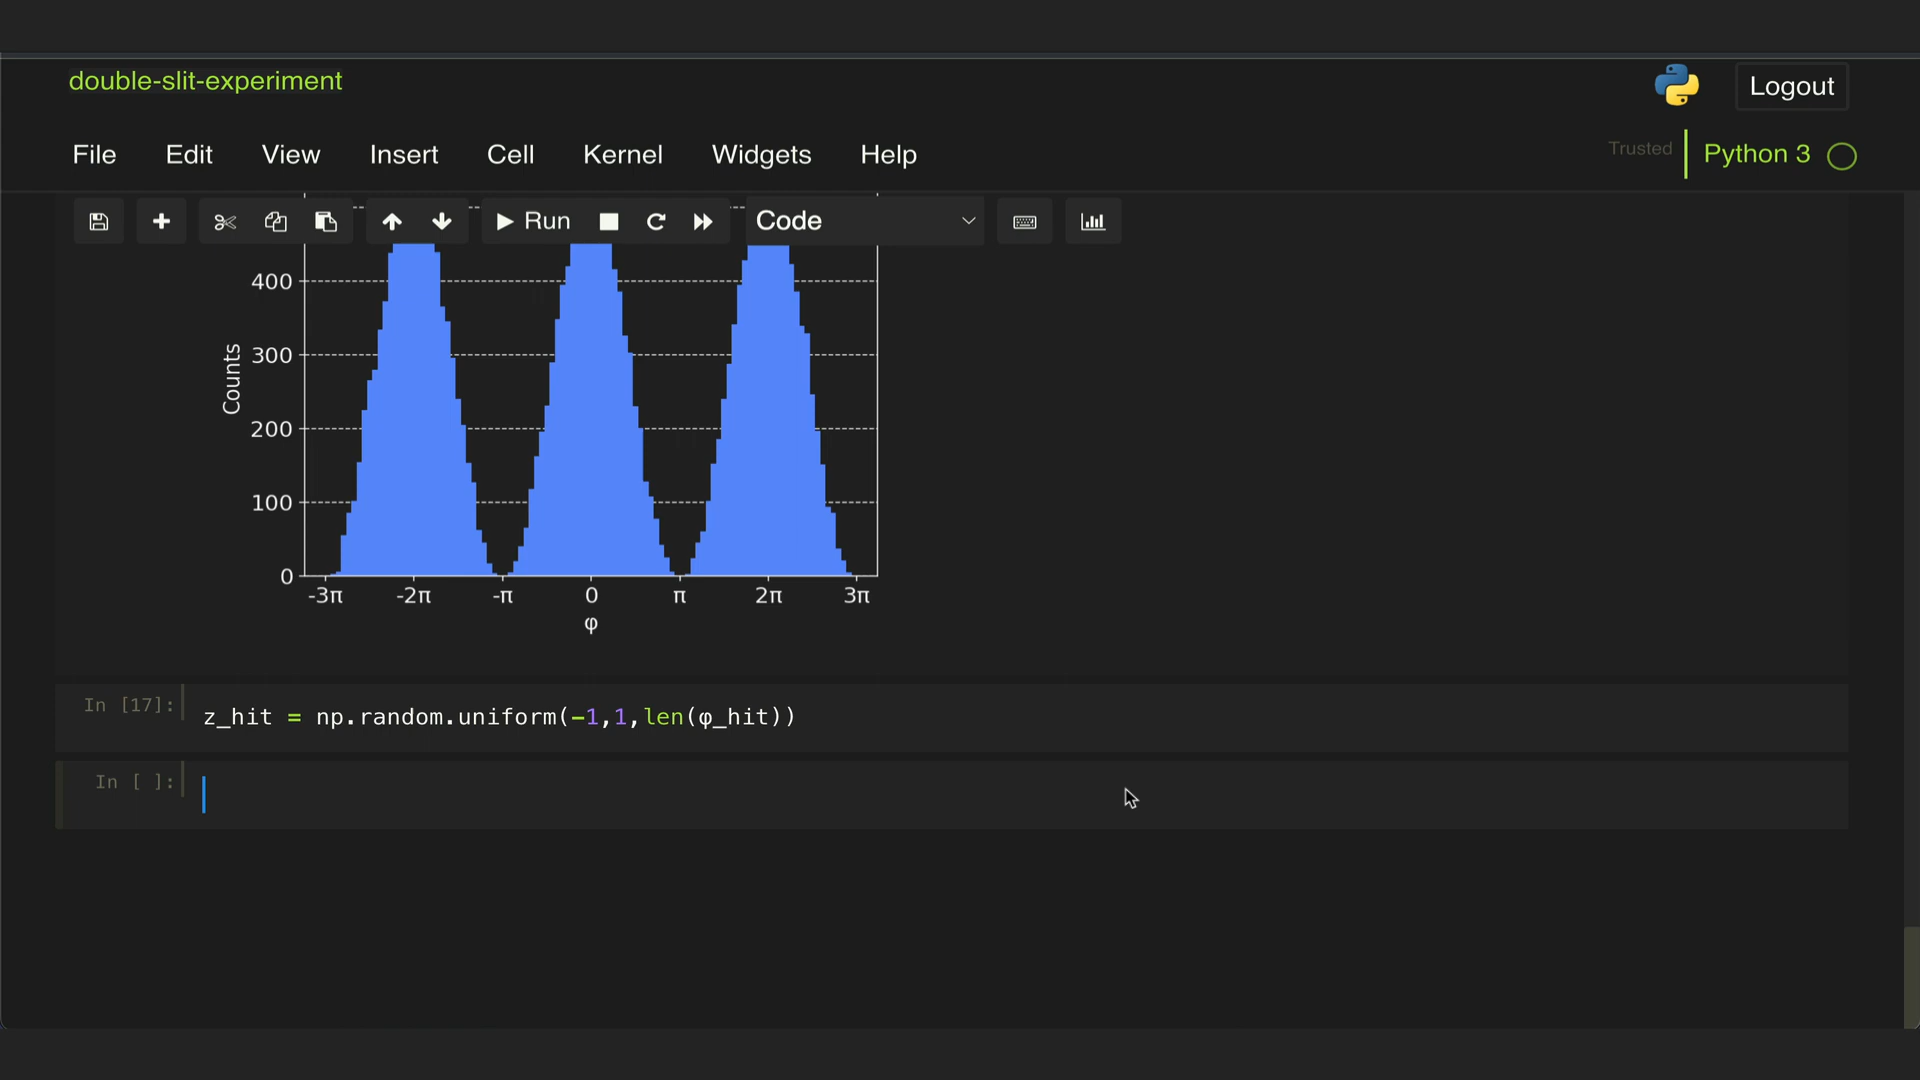 double-slit-experiment
Logout
File Edit View Insert Cell Kernel Widgets Help
Trusted
Python 3
Run
Code
400
300
200
100
0
Counts
-3π -2π -π 0 π 2π 3π
φ
In [17]:
z_hit = np.random.uniform(-1,1,len(φ_hit))
In [ ]: